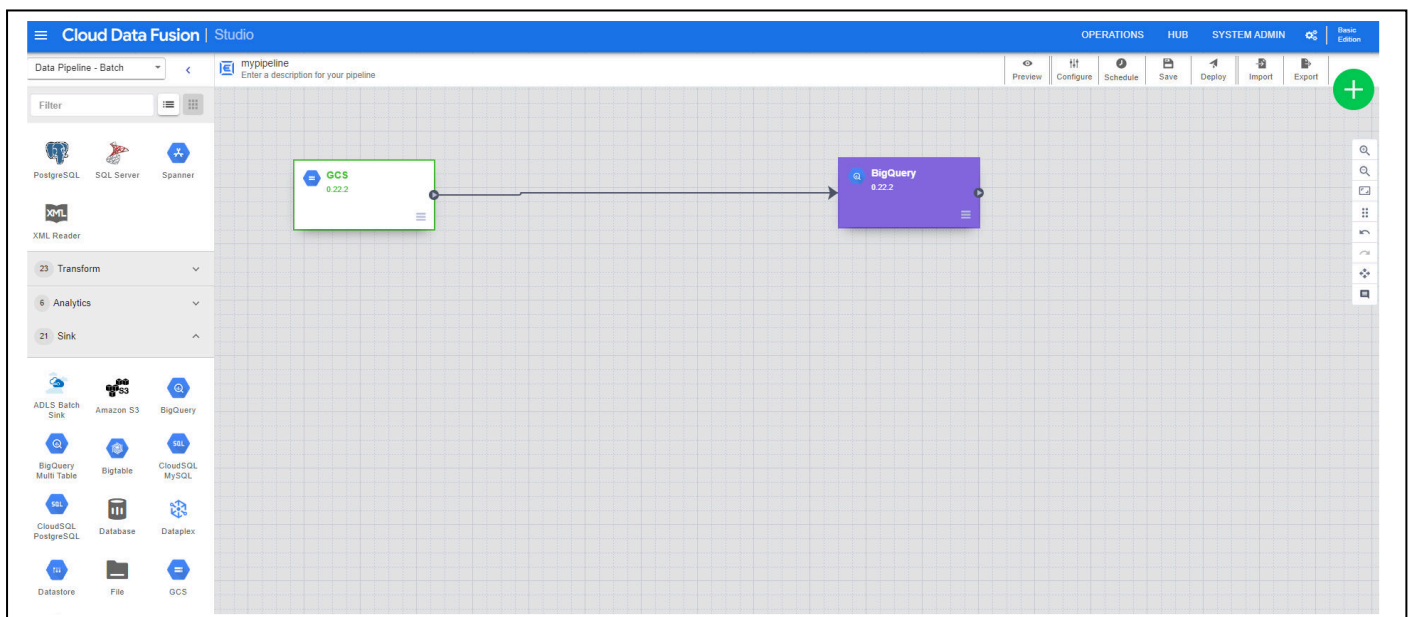 Cloud Data Fusion | Studio
OPERATIONS HUB SYSTEM ADMIN Basic Edition
Data Pipeline - Batch
mypipeline
Enter a description for your pipeline
Preview Configure Schedule Save Deploy Import Export
Filter
PostgreSQL SQL Server Spanner
XML
XML Reader
23 Transform
6 Analytics
21 Sink
S3
ADLS Batch Sink
Amazon S3
BigQuery
SQL
BigQuery Multi Table
Bigtable
CloudSQL MySQL
SQL
CloudSQL PostgreSQL
Database
Dataplex
Datastore File GCS
GCS
0.22.2
BigQuery
0.22.2